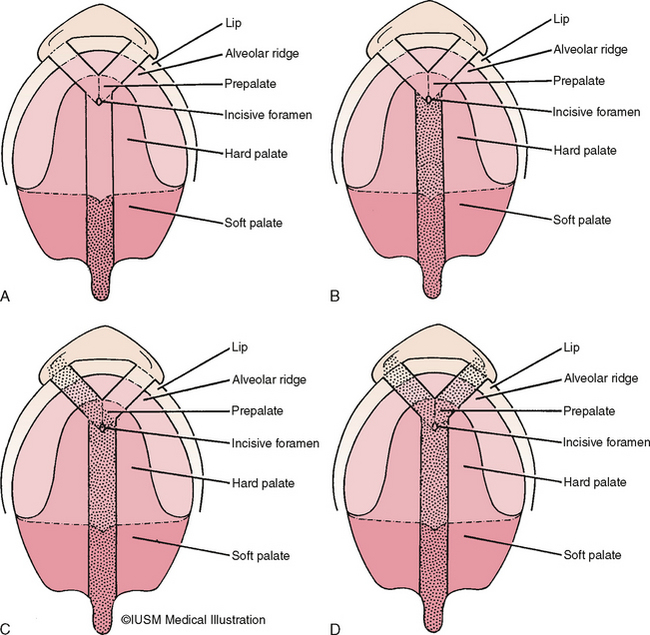 Lip
Alveolar ridge
Prepalate
Incisive foramen
Hard palate
Soft palate
A
Lip
Alveolar ridge
Prepalate
Incisive foramen
Hard palate
Soft palate
B
Lip
Alveolar ridge
Prepalate
Incisive foramen
Hard palate
Soft palate
C
©IUSM Medical Illustration
Lip
Alveolar ridge
Prepalate
Incisive foramen
Hard palate
Soft palate
D